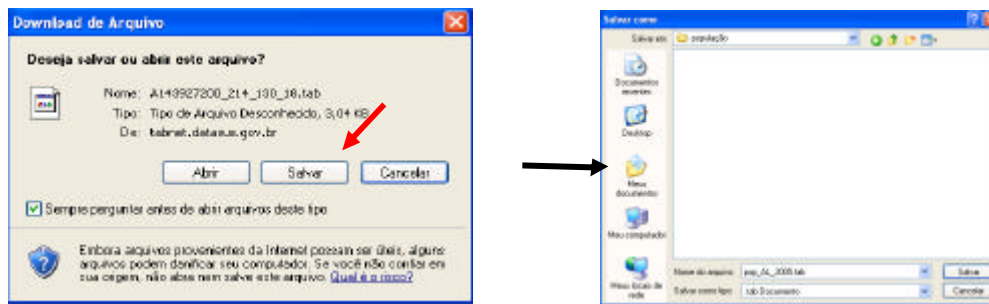 Download de Arquivo
Deseja salvar ou abrir este arquivo?
Nome: A143927200_214_130_18.tab
Tipo: Tipo de Arquivo Desconhecido, 3,04 KB
De: tabnet.datasus.gov.br
Abrir Salvar Cancelar
Sempre perguntar antes de abrir arquivos deste tipo
Embora arquivos provenientes da Internet possam ser úteis, alguns
arquivos podem danificar seu computador. Se você não confiar em
sua origem, não abra nem salve este arquivo. Qual é o risco?
Salvar como
Salvar em: população
Documentos
recentes
Desktop
Meus
documentos
Meu computador
Meus locais de
rede
Nome do arquivo: pop_AL_2005.tab Salvar
Salvar como tipo: .tab Documento Cancelar